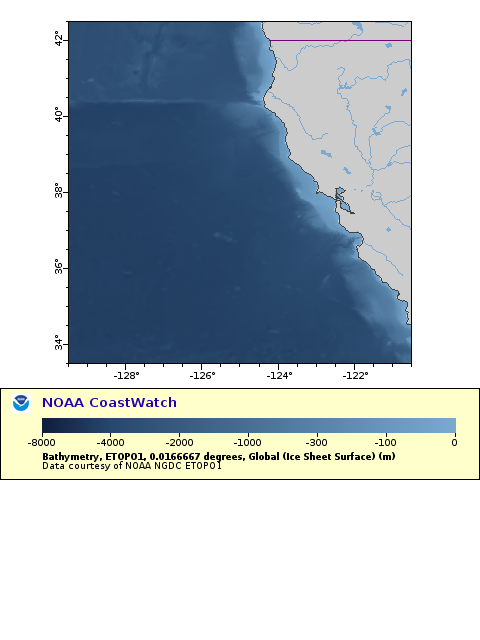 42°
40°
38°
36°
34°
-128° -126° -124° -122°
NOAA CoastWatch
-8000 -4000 -2000 -1000 -300 -100 0
Bathymetry, ETOPO1, 0.0166667 degrees, Global (Ice Sheet Surface) (m)
Data courtesy of NOAA NGDC ETOPO1